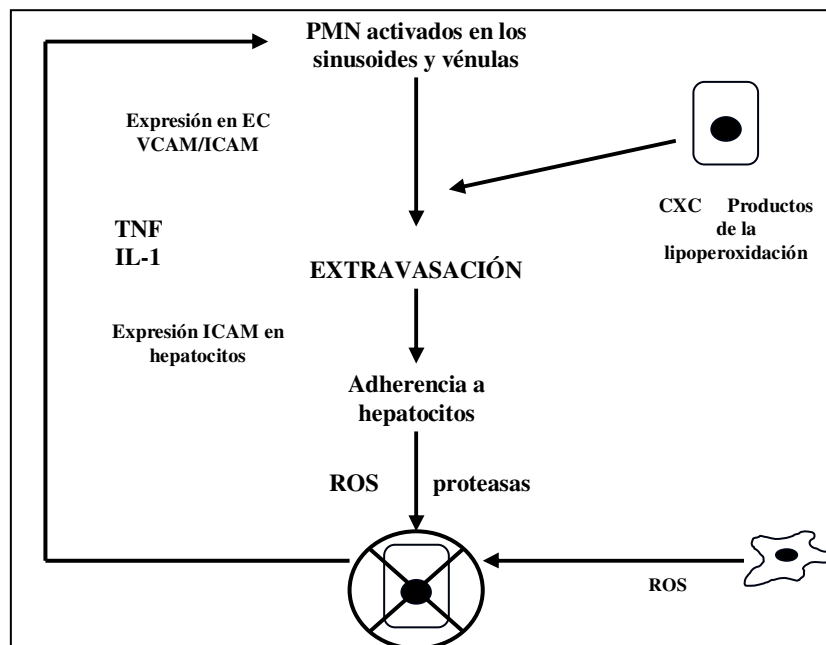 PMN activados en los
sinusoides y vénulas
Expresión en EC
VCAM/ICAM
CXC Productos
de la
lipoperoxidación
TNF
IL-1
EXTRAVASACIÓN
Expresión ICAM en
hepatocitos
Adherencia a
hepatocitos
ROS proteasas
ROS